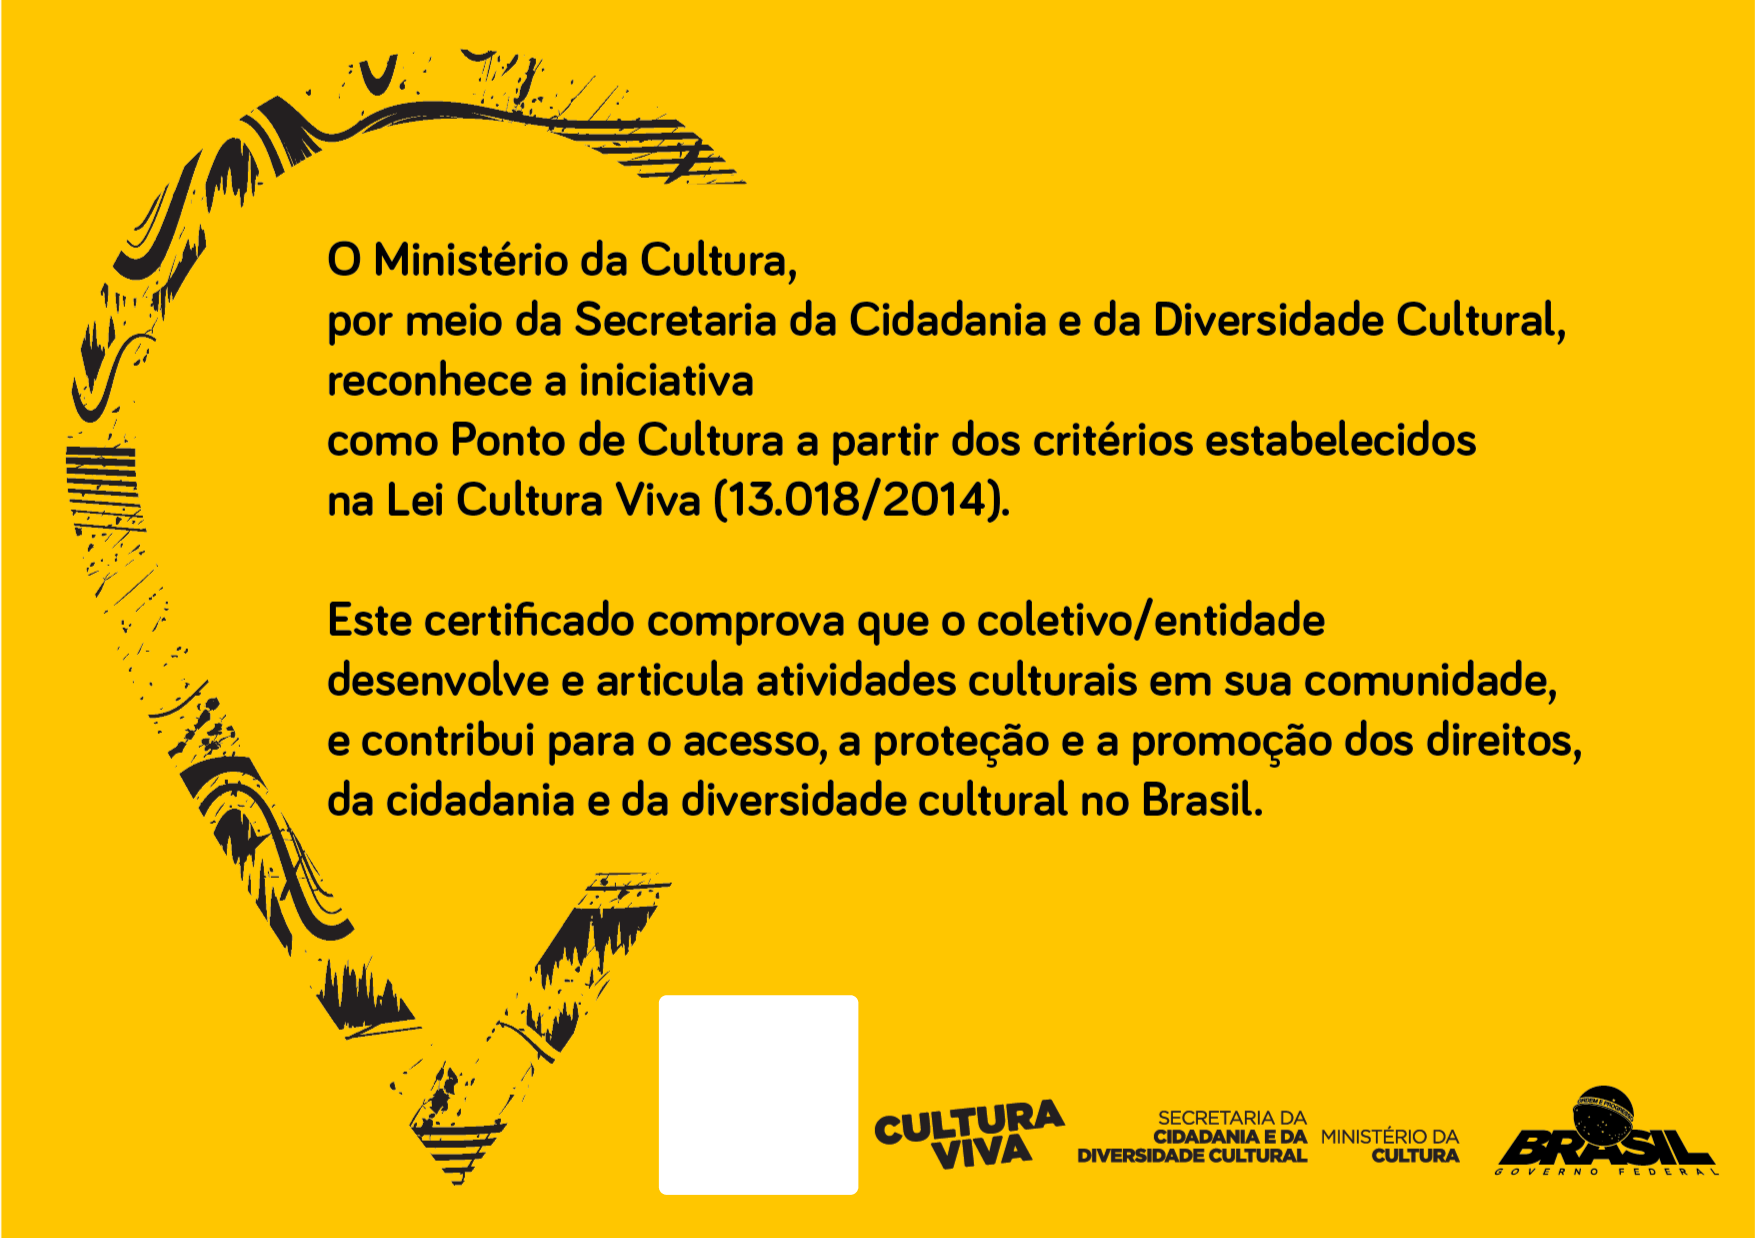 O Ministério da Cultura,
por meio da Secretaria da Cidadania e da Diversidade Cultural,
reconhece a iniciativa
como Ponto de Cultura a partir dos critérios estabelecidos
na Lei Cultura Viva (13.018/2014).
Este certificado comprova que o coletivo/entidade
desenvolve e articula atividades culturais em sua comunidade,
e contribui para o acesso, a proteção e a promoção dos direitos,
da cidadania e da diversidade cultural no Brasil.
CULTURA
VIVA
SECRETARIA DA
CIDADANIA E DA
DIVERSIDADE CULTURAL
MINISTÉRIO DA
CULTURA
ORDEM E PROGRESSO
BRASIL
GOVERNO FEDERAL